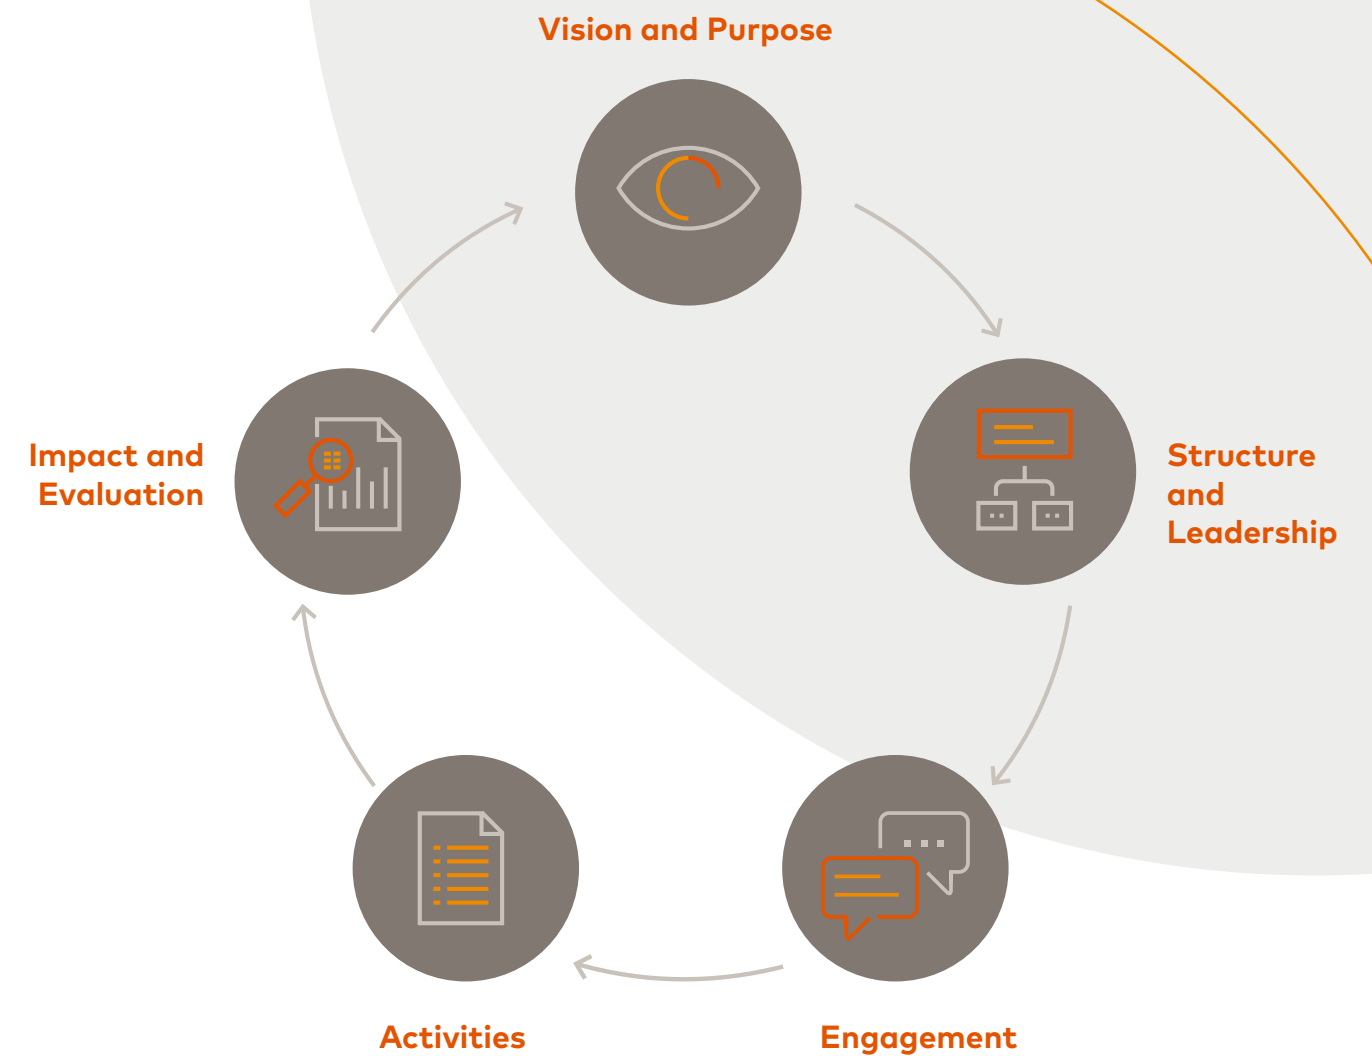 Vision and Purpose
Structure
and
Leadership
Engagement
Activities
Impact and
Evaluation